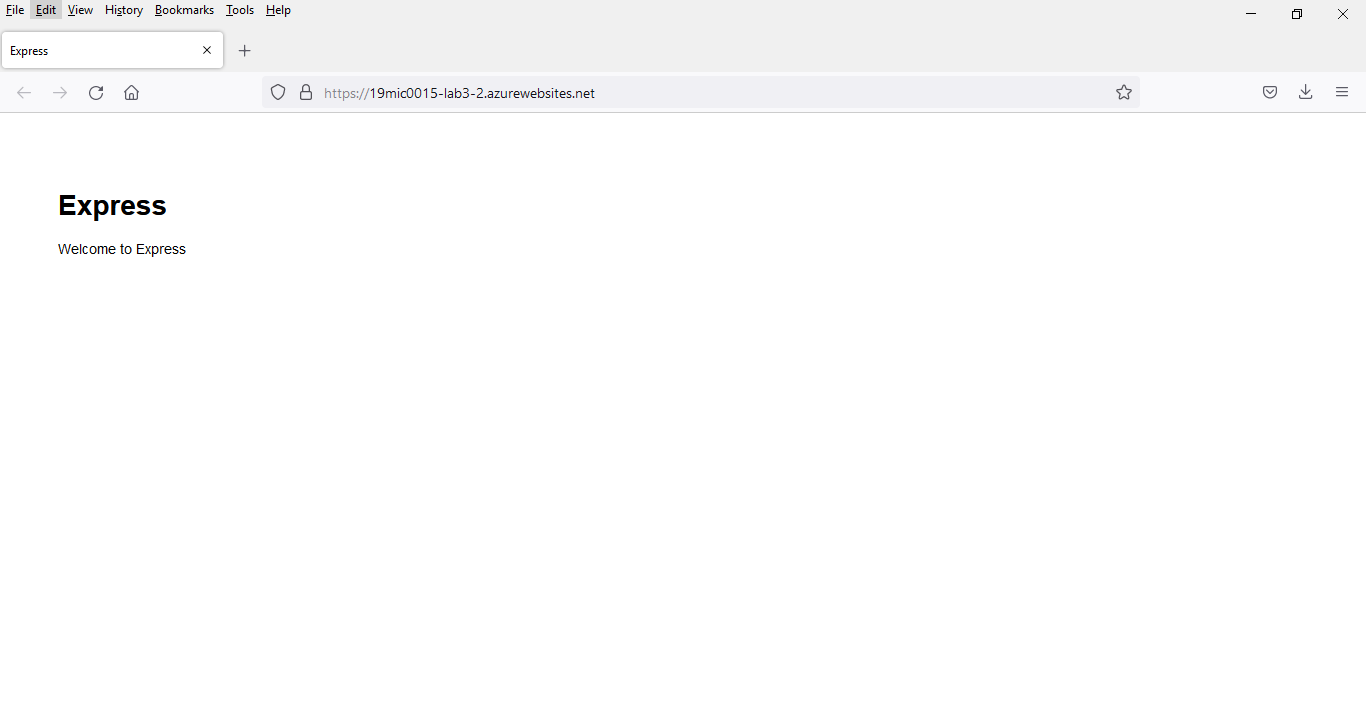 File Edit View History Bookmarks Tools Help
Express
https://19mic0015-lab3-2.azurewebsites.net
Express
Welcome to Express